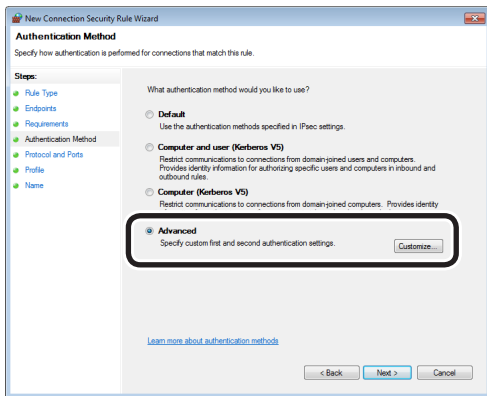 New Connection Security Rule Wizard
Authentication Method
Specify how authentication is performed for connections that match this rule.
Steps:
Rule Type
Endpoints
Requirements
Authentication Method
Protocol and Ports
Profile
Name
What authentication method would you like to use?
Default
Use the authentication methods specified in IPsec settings.
Computer and user (Kerberos V5)
Restrict communications to connections from domain-joined users and computers.
Provides identity information for authorizing specific users and computers in inbound and
outbound rules.
Computer (Kerberos V5)
Restrict communications to connections from domain-joined computers. Provides identity
Advanced
Specify custom first and second authentication settings.
Customize...
Learn more about authentication methods
< Back
Next >
Cancel